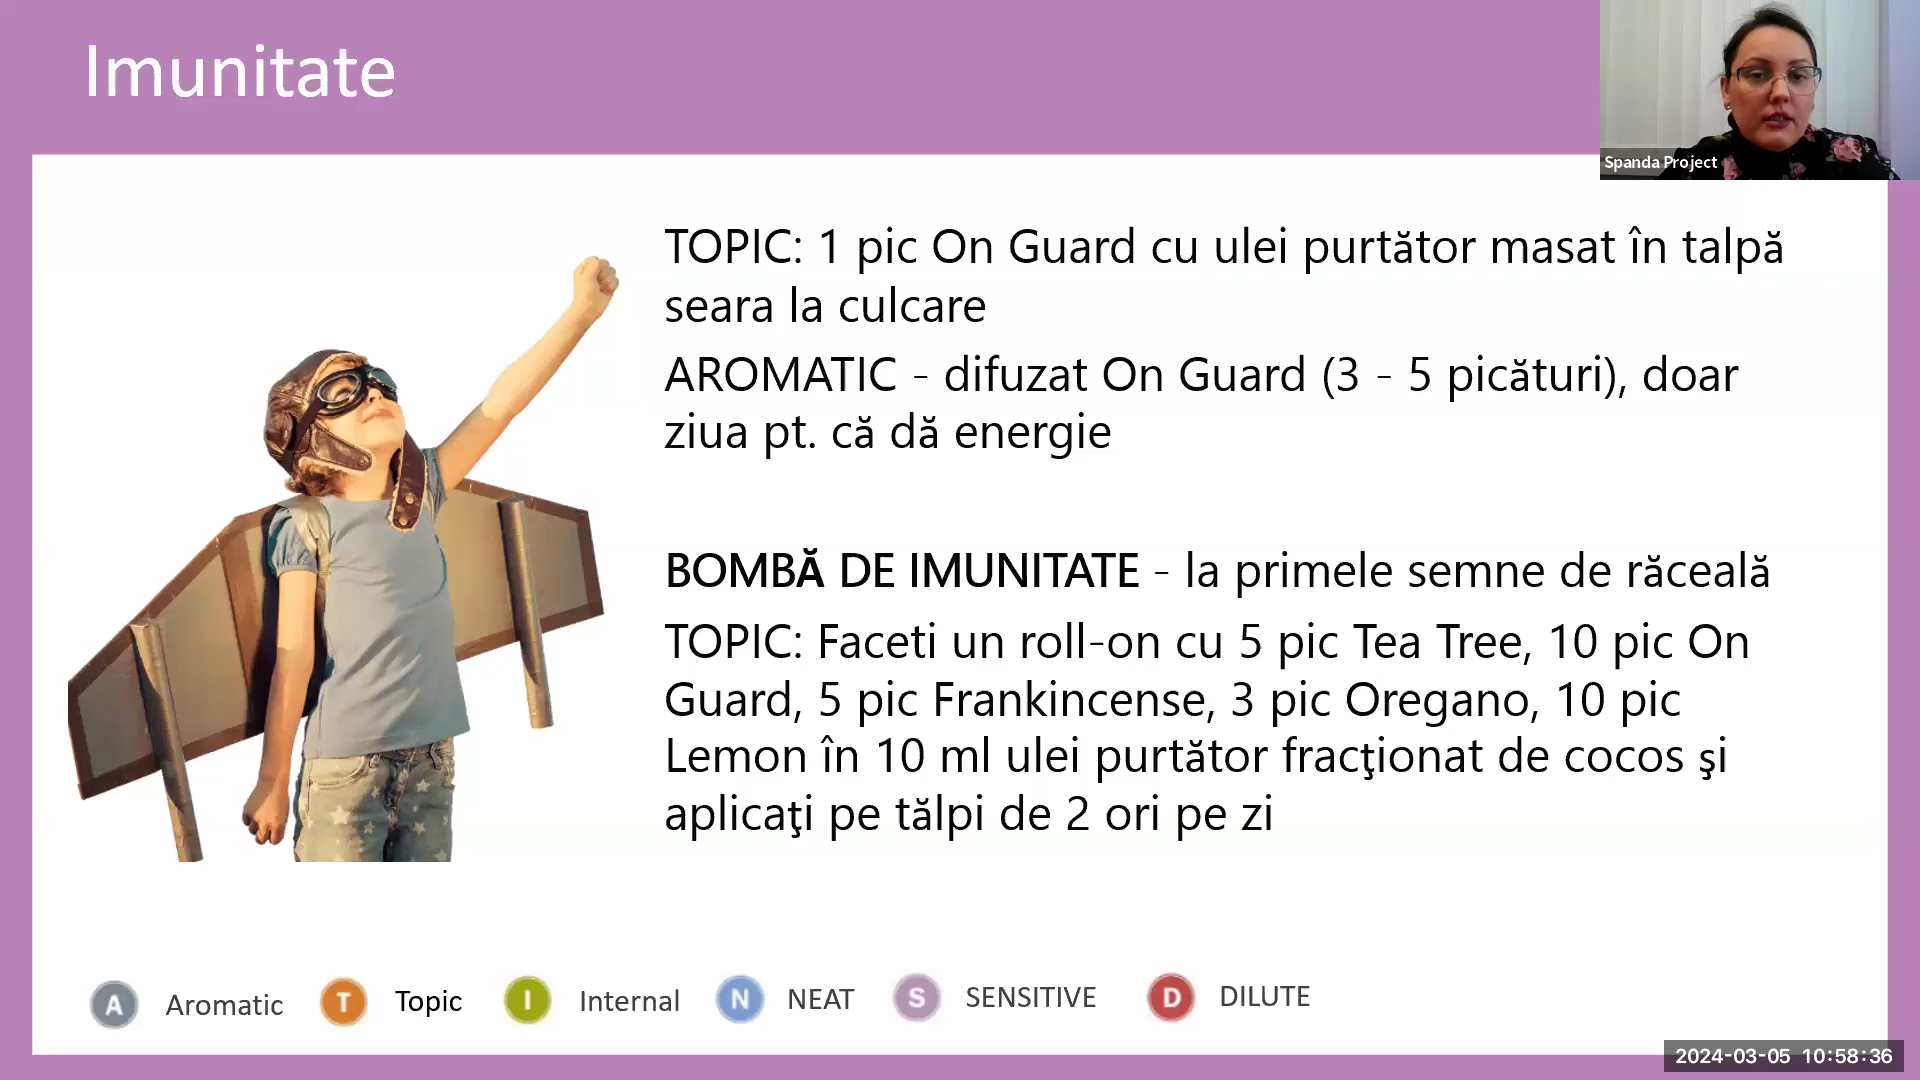 Imunitate
Spanda Project
TOPIC: 1 pic On Guard cu ulei purtător masat în talpă
seara la culcare
AROMATIC - difuzat On Guard (3 - 5 picături), doar
ziua pt. că dă energie
BOMBĂ DE IMUNITATE - la primele semne de răceală
TOPIC: Faceti un roll-on cu 5 pic Tea Tree, 10 pic On
Guard, 5 pic Frankincense, 3 pic Oregano, 10 pic
Lemon în 10 ml ulei purtător fracţionat de cocos şi
aplicaţi pe tălpi de 2 ori pe zi
A Aromatic T Topic I Internal N NEAT S SENSITIVE D DILUTE
2024-03-05 10:58:36